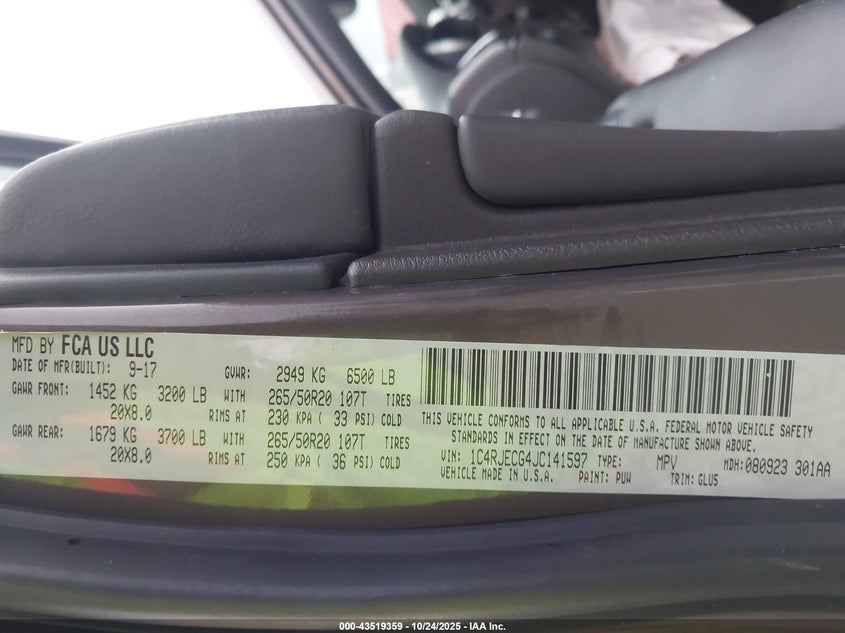 MFD BY FCA US LLC
DATE OF MFR(BUILT): 9-17 GVWR: 2949 KG 6500 LB
GAWR FRONT: 1452 KG 3200 LB WITH 265/50R20 107T TIRES
20X8.0 RIMS AT 230 KPA ( 33 PSI) COLD
GAWR REAR: 1679 KG 3700 LB WITH 265/50R20 107T TIRES
20X8.0 RIMS AT 250 KPA ( 36 PSI) COLD
THIS VEHICLE CONFORMS TO ALL APPLICABLE U.S.A. FEDERAL MOTOR VEHICLE SAFETY
STANDARDS IN EFFECT ON THE DATE OF MANUFACTURE SHOWN ABOVE.
VIN: 1C4RJECG4JC141597 TYPE: MPV MDH:080923 301AA
VEHICLE MADE IN U.S.A. PAINT: PUW TRIM: GLU5
000-43519359 - 10/24/2025 - IAA Inc.